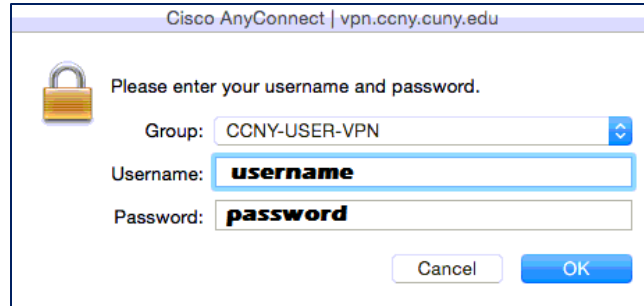 Cisco AnyConnect | vpn.ccny.cuny.edu
Please enter your username and password.
Group: CCNY-USER-VPN
Username: username
Password: password
Cancel OK